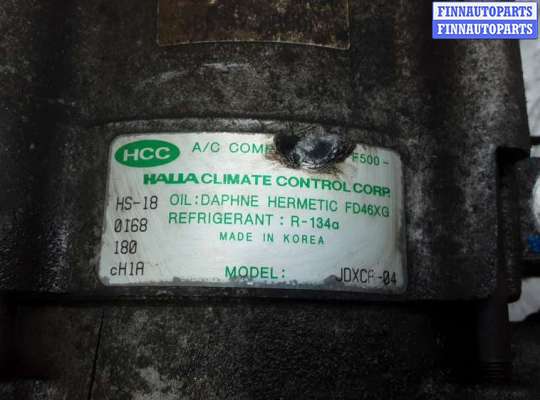 FINNAUTOPARTS
FINNAUTOPARTS
HCC A/C COMP F500-
HALLA CLIMATE CONTROL CORP.
HS-18 OIL:DAPHNE HERMETIC FD46XG
0I68 REFRIGERANT : R-134a
180 MADE IN KOREA
cH1A MODEL: -04